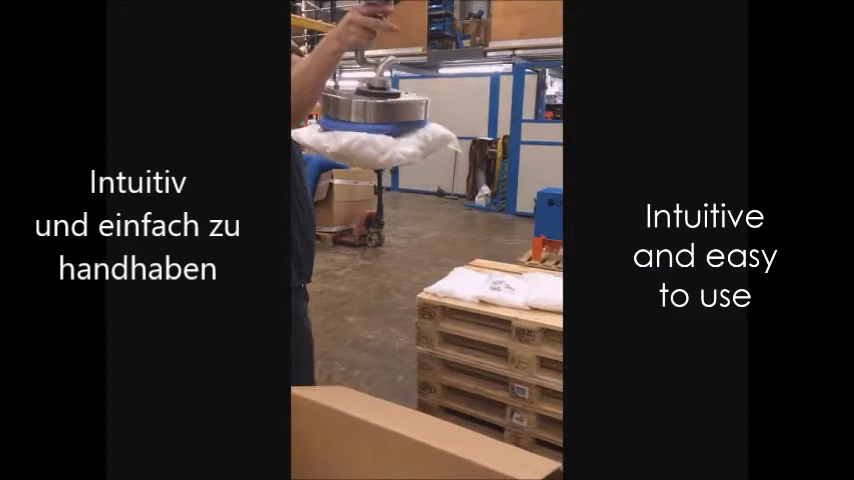 Intuitiv
und einfach zu
handhaben
Intuitive
and easy
to use